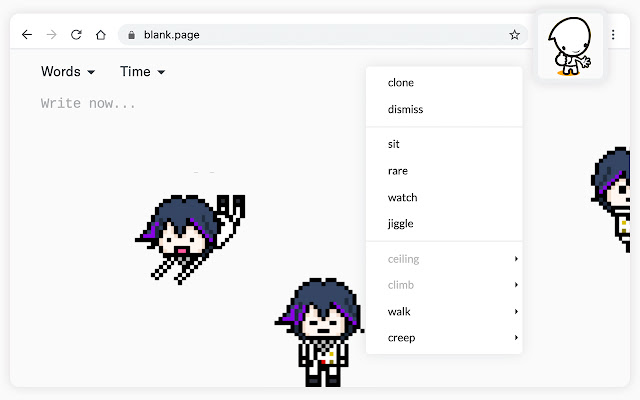 blank.page
Words Time
Write now...
clone
dismiss
sit
rare
watch
jiggle
ceiling
climb
walk
creep